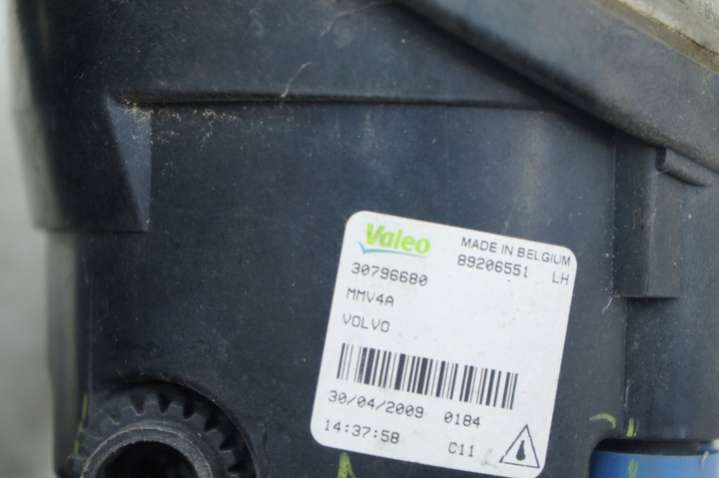 Valeo MADE IN BELGIUM
30796680 89206551 LH
MMV4A
VOLVO
30/04/2009 0184
14:37:58 C11